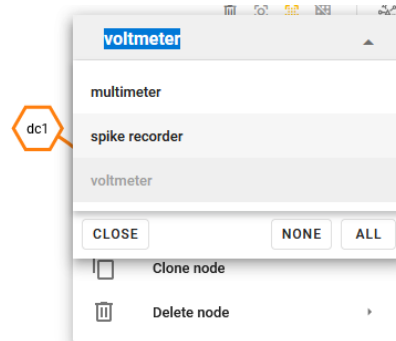 voltmeter
multimeter
dc1
spike recorder
voltmeter
CLOSE NONE ALL
Clone node
Delete node